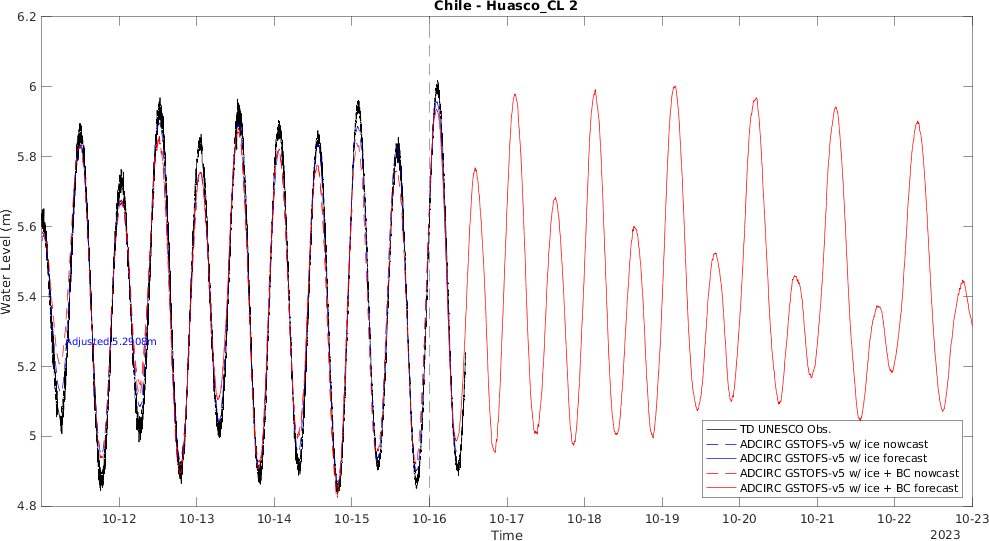 Chile - Huasco_CL 2
6.2
6
5.8
5.6
5.4
5.2
5
4.8
Water Level (m)
Adjusted 5.2908m
TD UNESCO Obs.
ADCIRC GSTOFS-v5 w/ ice nowcast
ADCIRC GSTOFS-v5 w/ ice forecast
ADCIRC GSTOFS-v5 w/ ice + BC nowcast
ADCIRC GSTOFS-v5 w/ ice + BC forecast
10-12 10-13 10-14 10-15 10-16 10-17 10-18 10-19 10-20 10-21 10-22 10-23
Time
2023